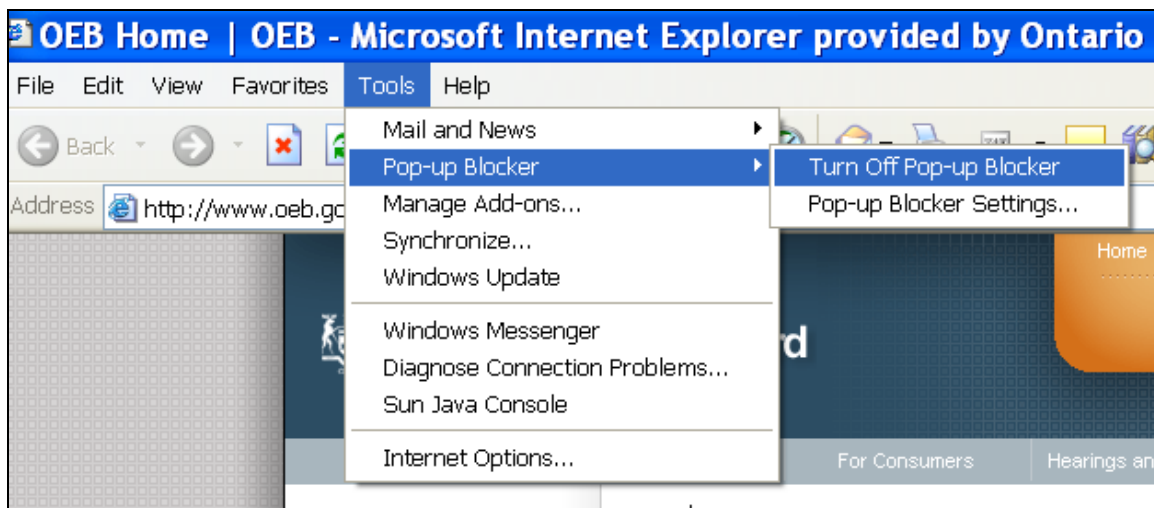 OEB Home | OEB - Microsoft Internet Explorer provided by Ontario
File Edit View Favorites Tools Help
Back
Address http://www.oeb.go
Mail and News
Pop-up Blocker
Manage Add-ons...
Synchronize...
Windows Update
Windows Messenger
Diagnose Connection Problems...
Sun Java Console
Internet Options...
Turn Off Pop-up Blocker
Pop-up Blocker Settings...
Home
rd
For Consumers
Hearings an